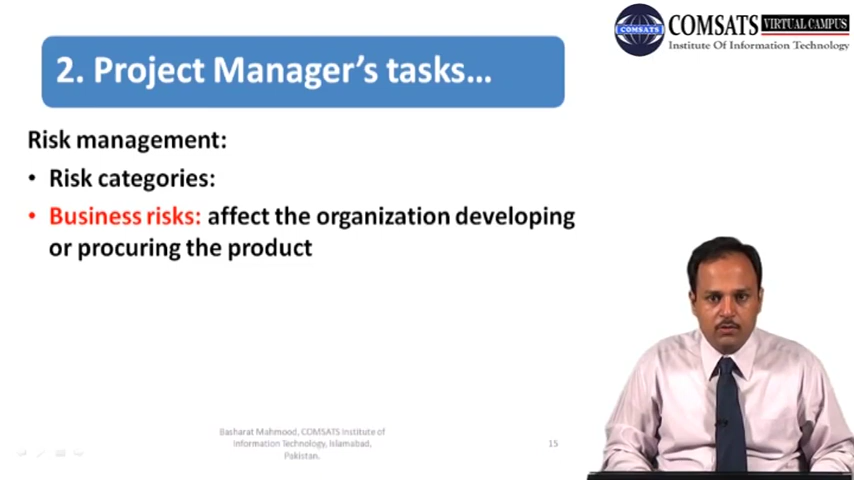 COMSATS
COMSATS VIRTUAL CAMPUS
Institute Of Information Technology
2. Project Manager's tasks...
Risk management:
• Risk categories:
• Business risks: affect the organization developing
or procuring the product
Basharat Mahmood, COMSATS Institute of
Information Technology, Islamabad,
Pakistan.
15